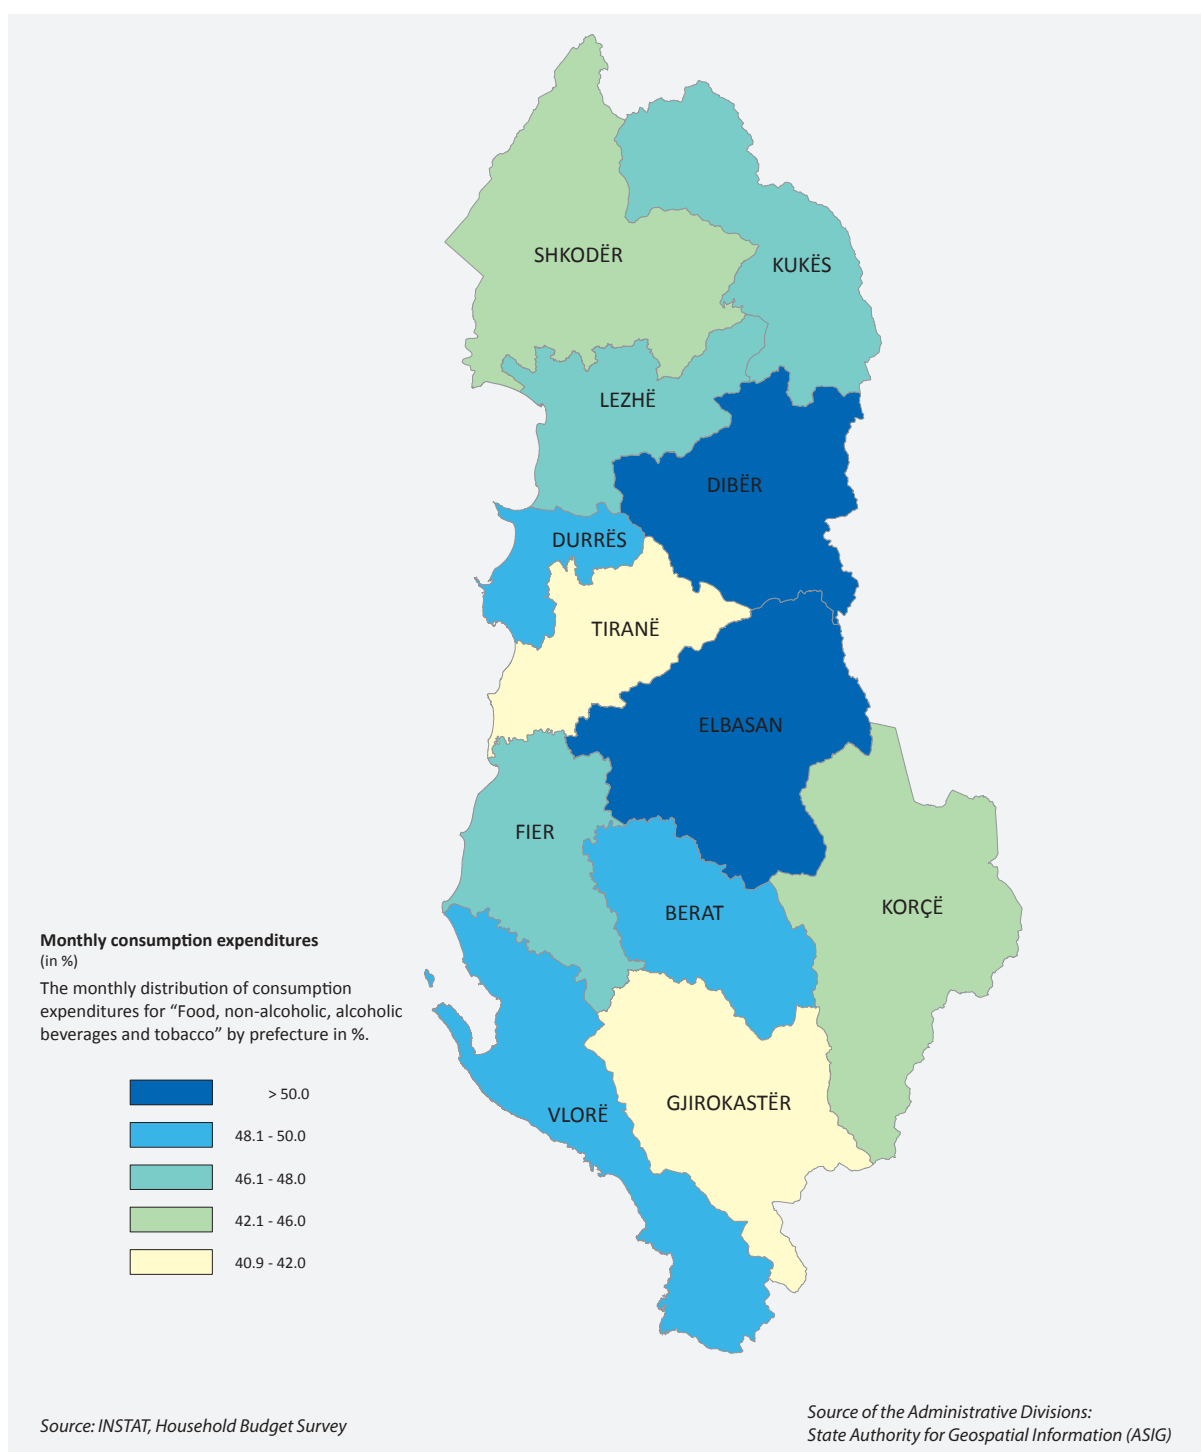 SHKODËR
KUKËS
LEZHË
DIBËR
DURRËS
TIRANË
ELBASAN
FIER
BERAT
KORÇË
GJIROKASTËR
VLORË
Monthly consumption expenditures
(in %)
The monthly distribution of consumption
expenditures for “Food, non-alcoholic, alcoholic
beverages and tobacco” by prefecture in %.
> 50.0
48.1 - 50.0
46.1 - 48.0
42.1 - 46.0
40.9 - 42.0
Source: INSTAT, Household Budget Survey
Source of the Administrative Divisions:
State Authority for Geospatial Information (ASIG)